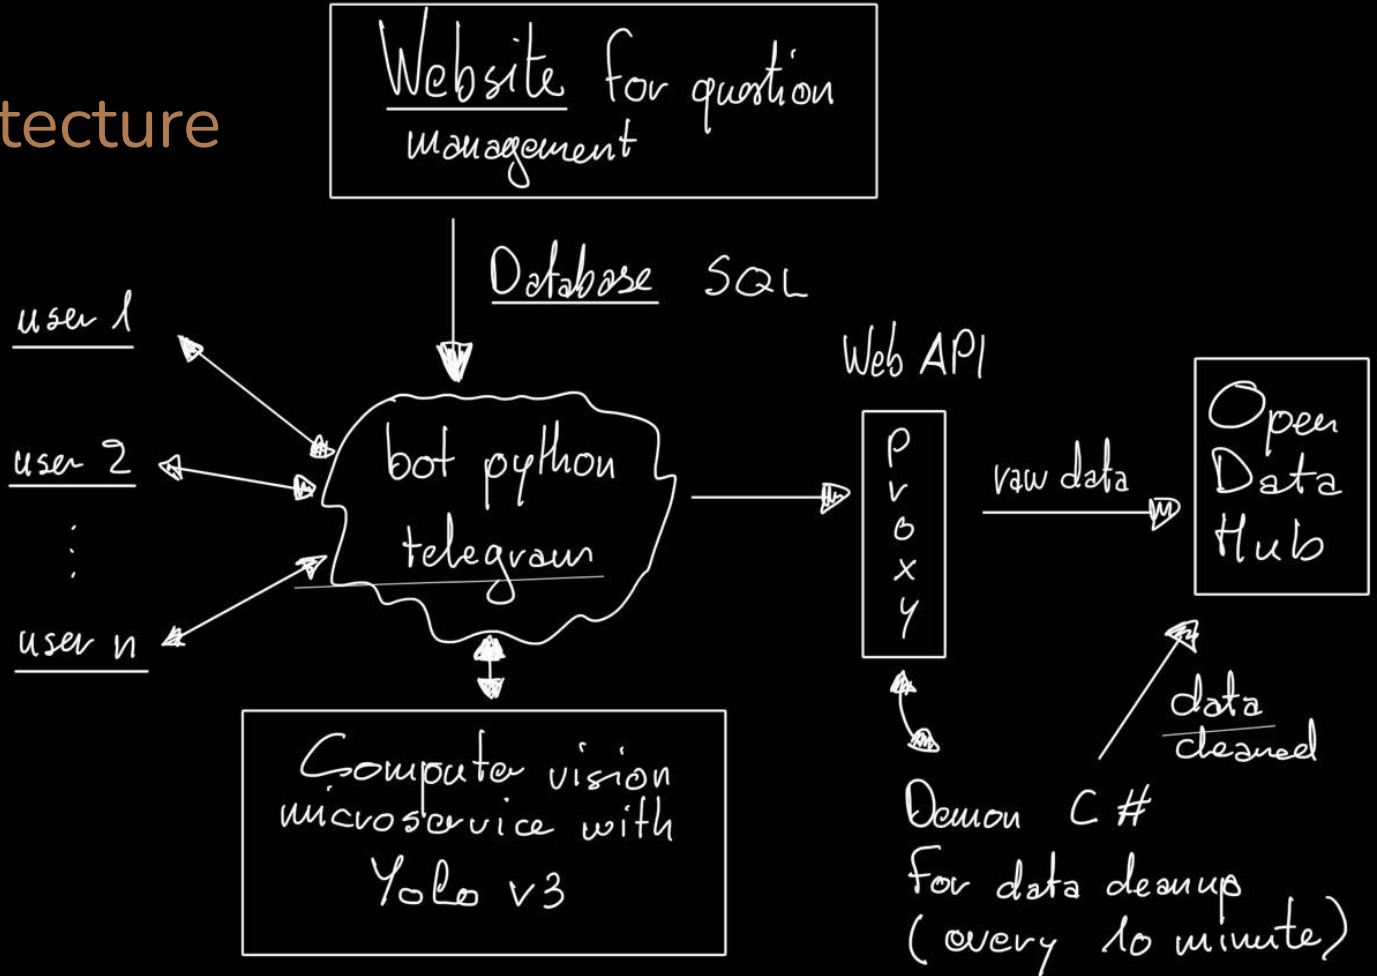 tecture
Website for question
management
Database SQL
user 1
user 2
user n
bot python
telegram
Web API
Proxy
raw data
Open
Data
Hub
Computer vision
microservice with
Yolo v3
data
cleaned
Demon C#
for data cleanup
(every 10 minute)